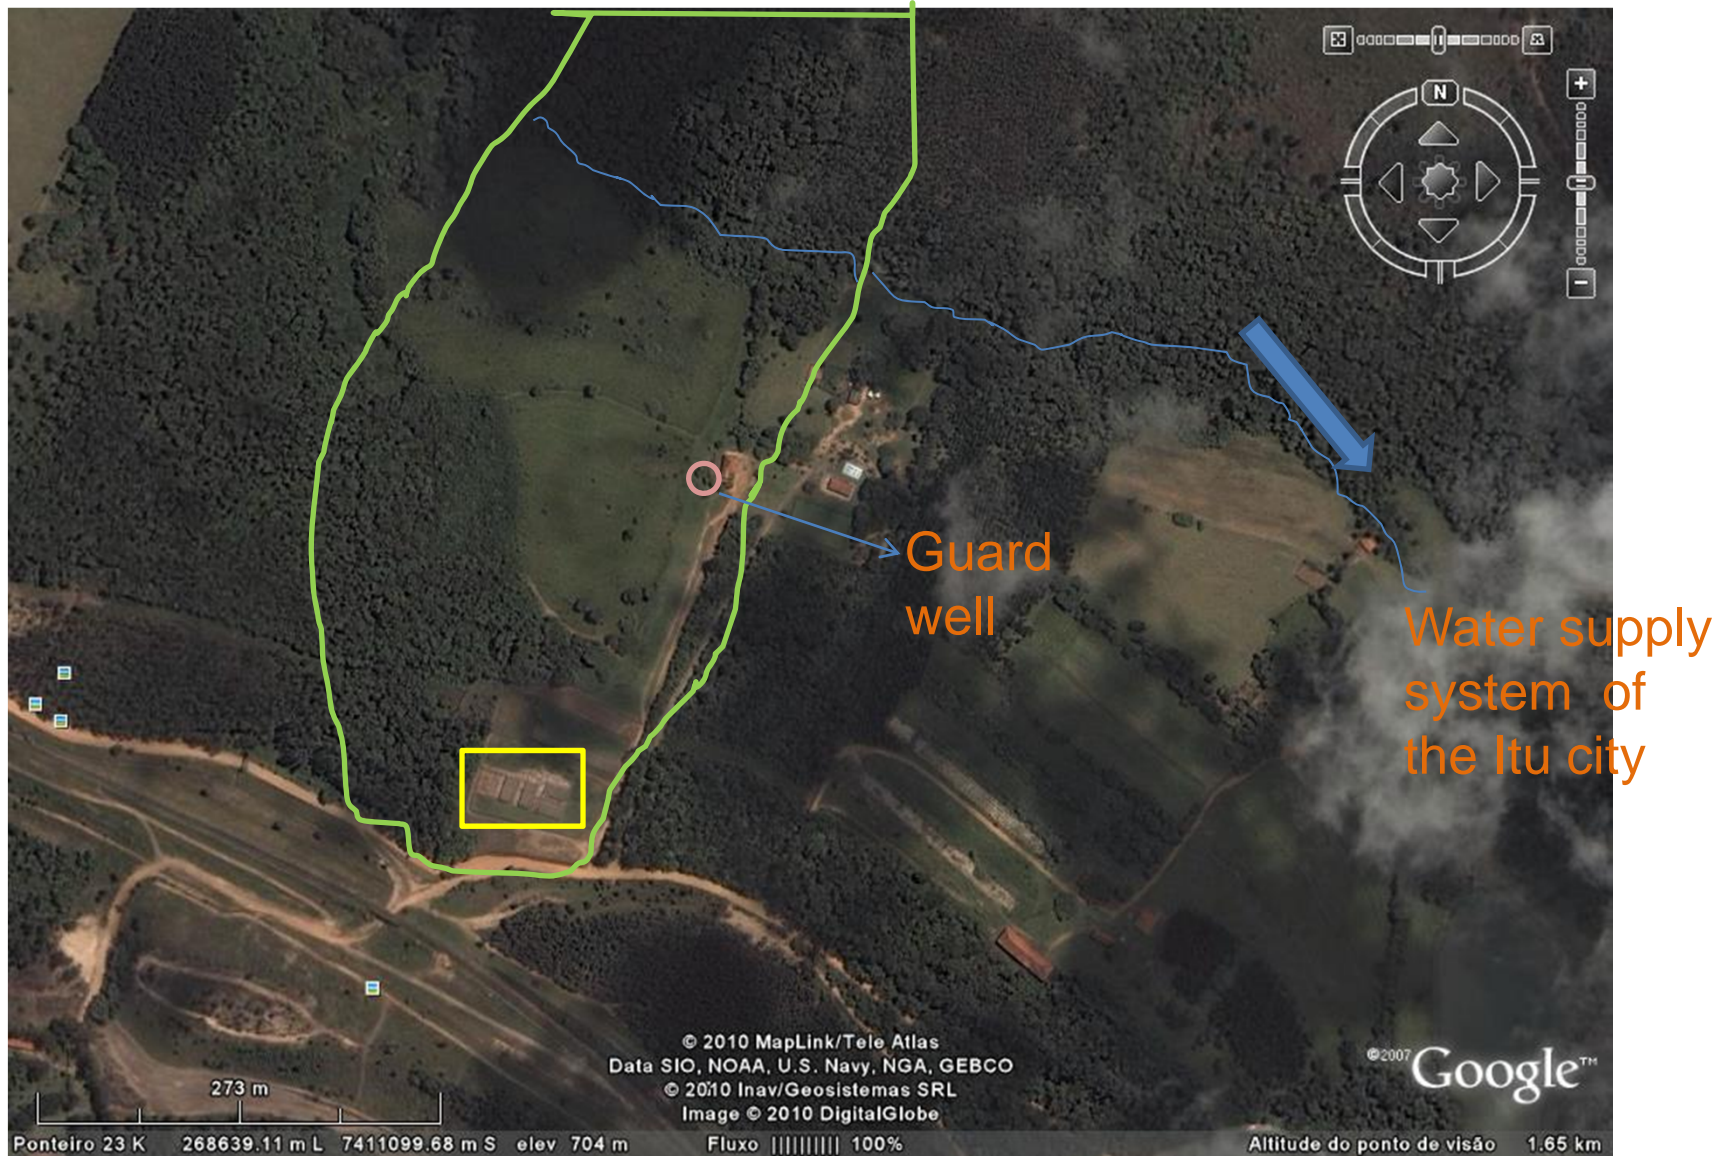 N
Guard
well
Water supply
system of
the Itu city
© 2010 MapLink/Tele Atlas
Data SIO, NOAA, U.S. Navy, NGA, GEBCO
© 2010 Inav/Geosistemas SRL
Image © 2010 DigitalGlobe
©2007 Google™
273 m
Ponteiro 23 K 268639.11 m L 7411099.68 m S elev 704 m Fluxo |||||||||| 100% Altitude do ponto de visão 1.65 km